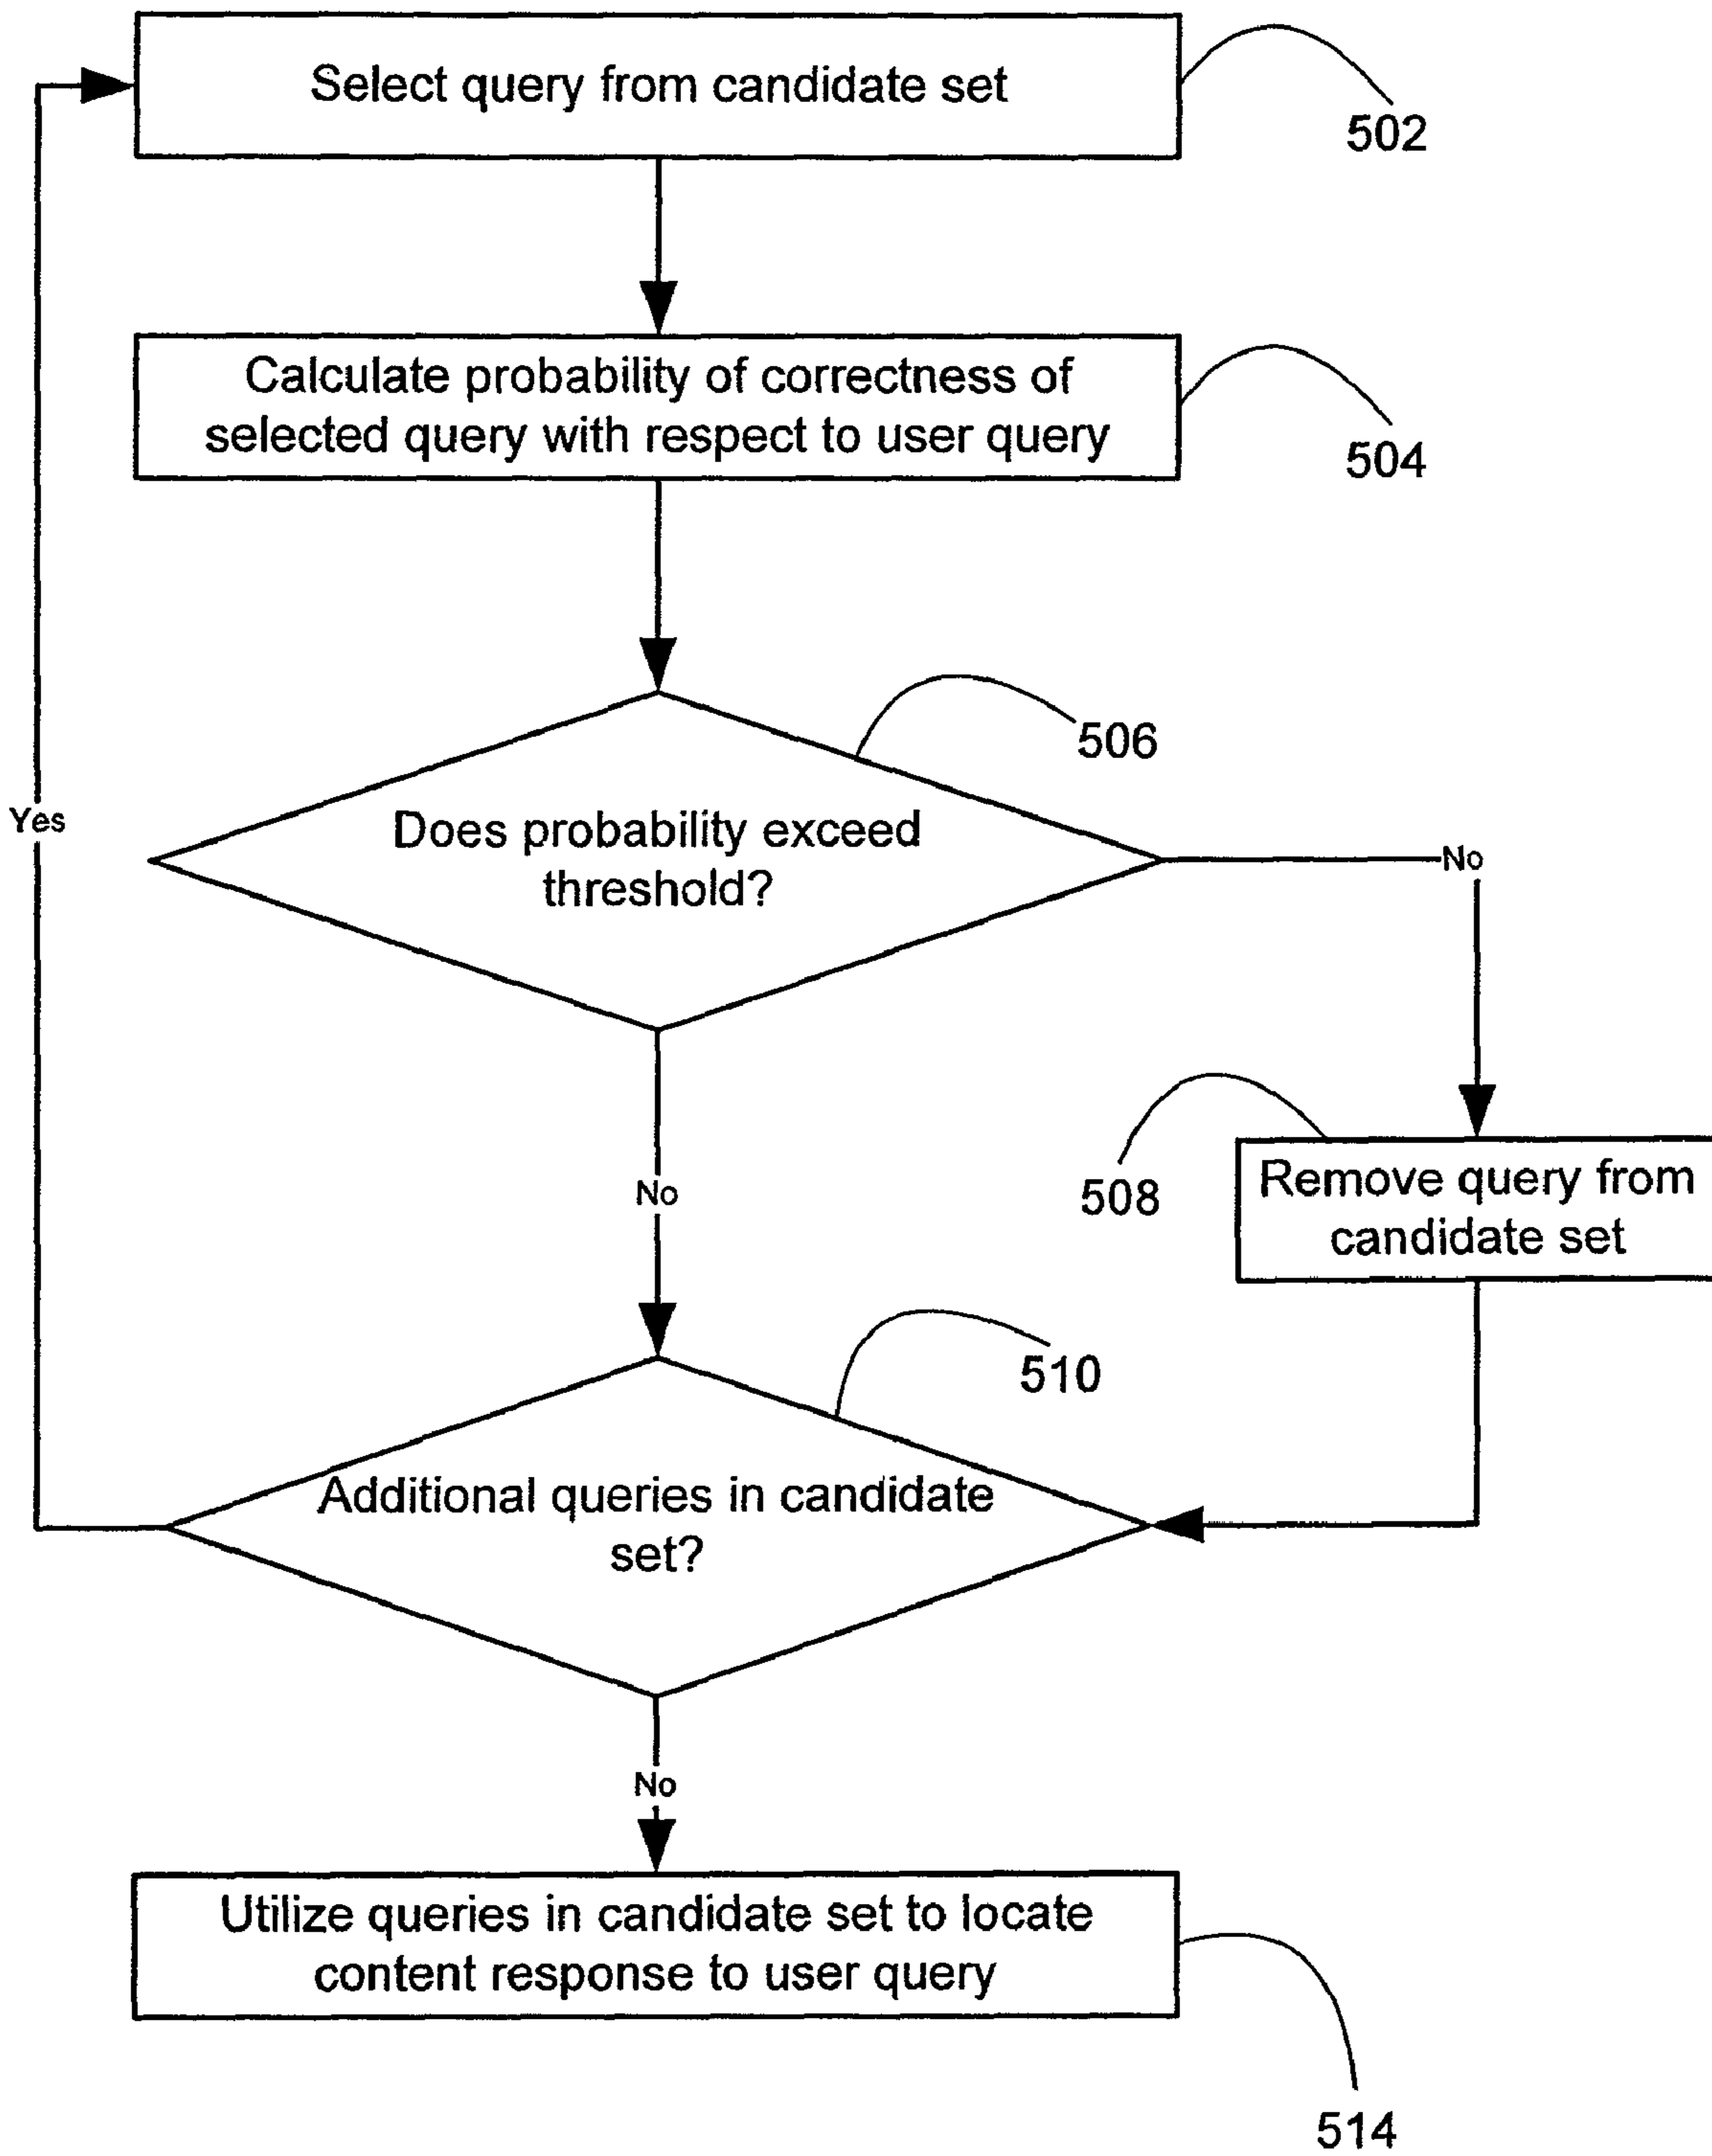 Select query from candidate set
502
Calculate probability of correctness of
selected query with respect to user query
504
506
Does probability exceed
threshold?
Yes
No
No
508
Remove query from
candidate set
510
Additional queries in candidate
set?
No
Utilize queries in candidate set to locate
content response to user query
514